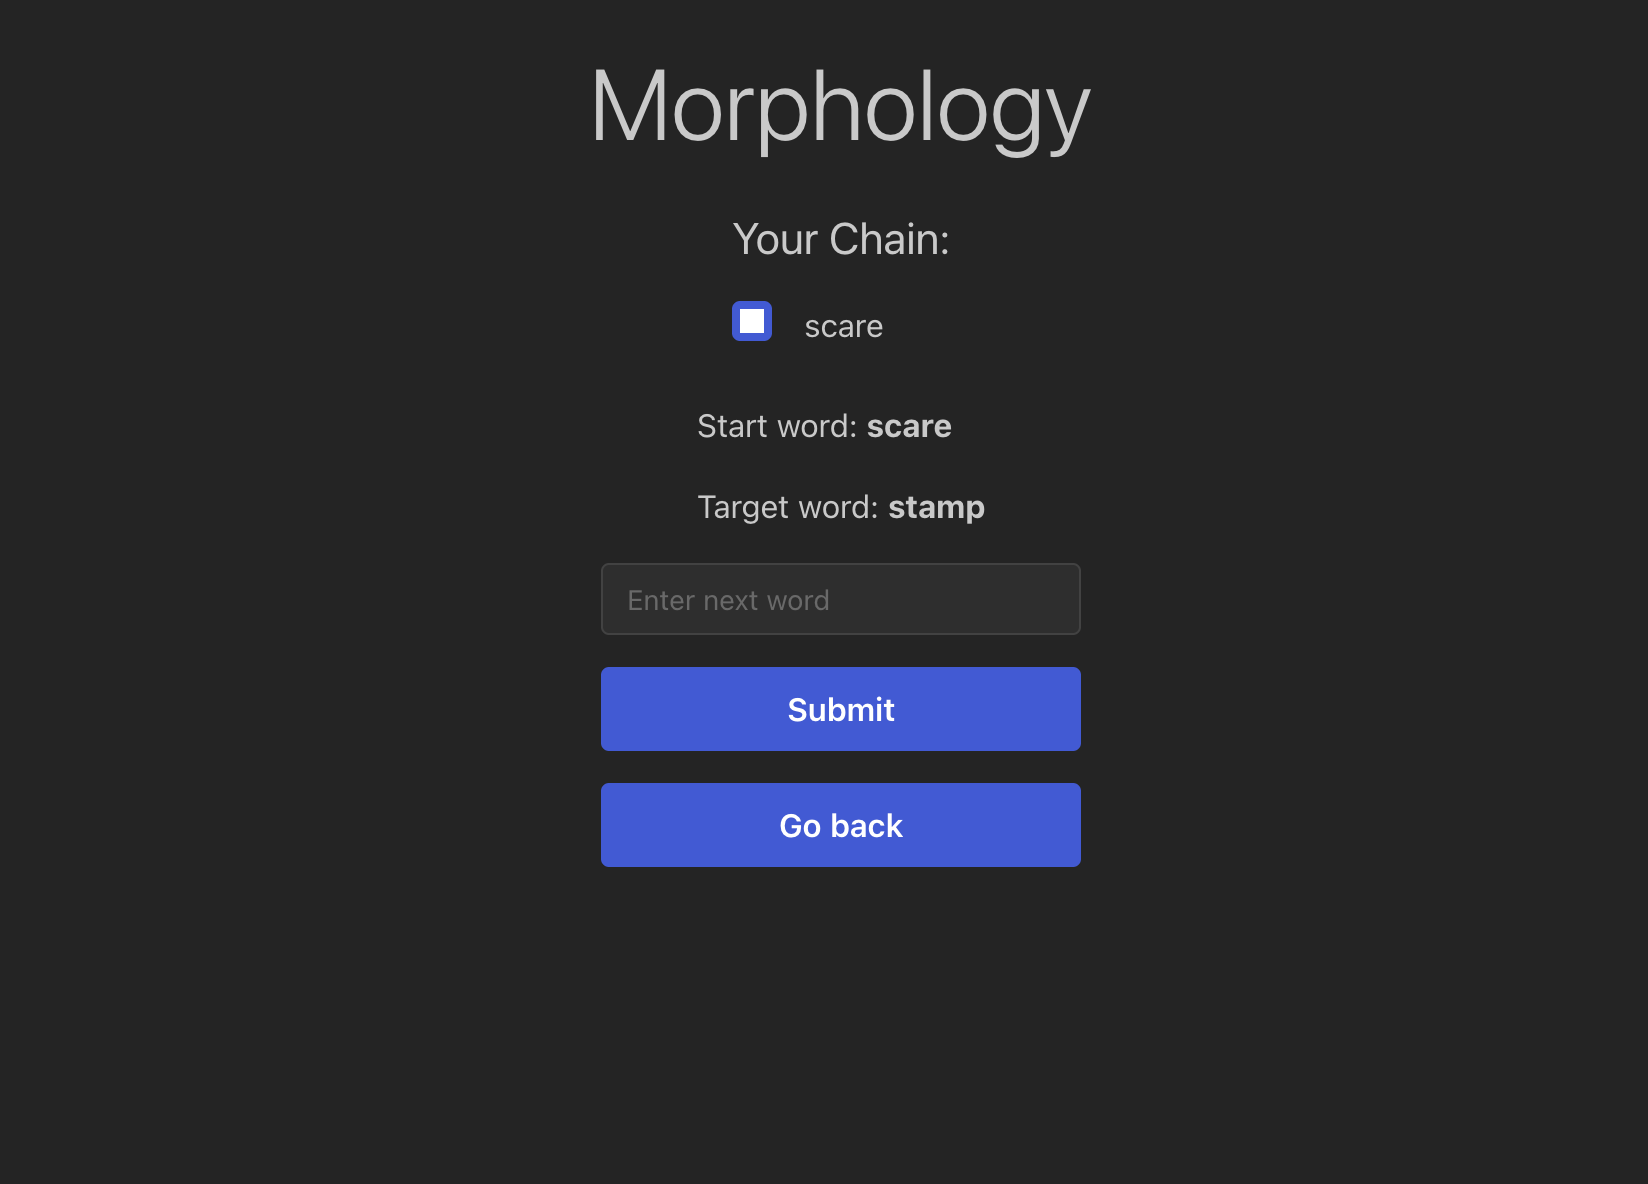 Morphology
Your Chain:
scare
Start word: scare
Target word: stamp
Enter next word
Submit
Go back